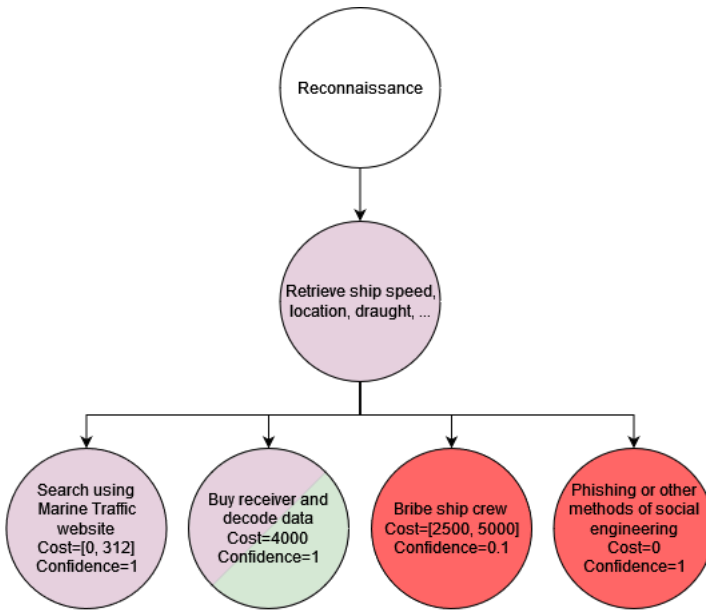 Reconnaissance
Retrieve ship speed,
location, draught, ...
Search using
Marine Traffic
website
Cost=[0, 312]
Confidence=1
Buy receiver and
decode data
Cost=4000
Confidence=1
Bribe ship crew
Cost=[2500, 5000]
Confidence=0.1
Phishing or other
methods of social
engineering
Cost=0
Confidence=1